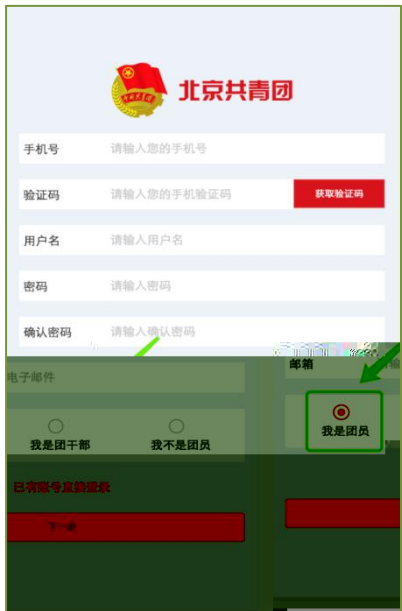 北京共青团
手机号 请输入您的手机号
验证码 请输入您的手机验证码 获取验证码
用户名 请输入用户名
密码 请输入密码
确认密码 请输入确认密码
邮箱
电子邮件
我是团干部 我不是团员 我是团员
已有账号直接登录
下一步